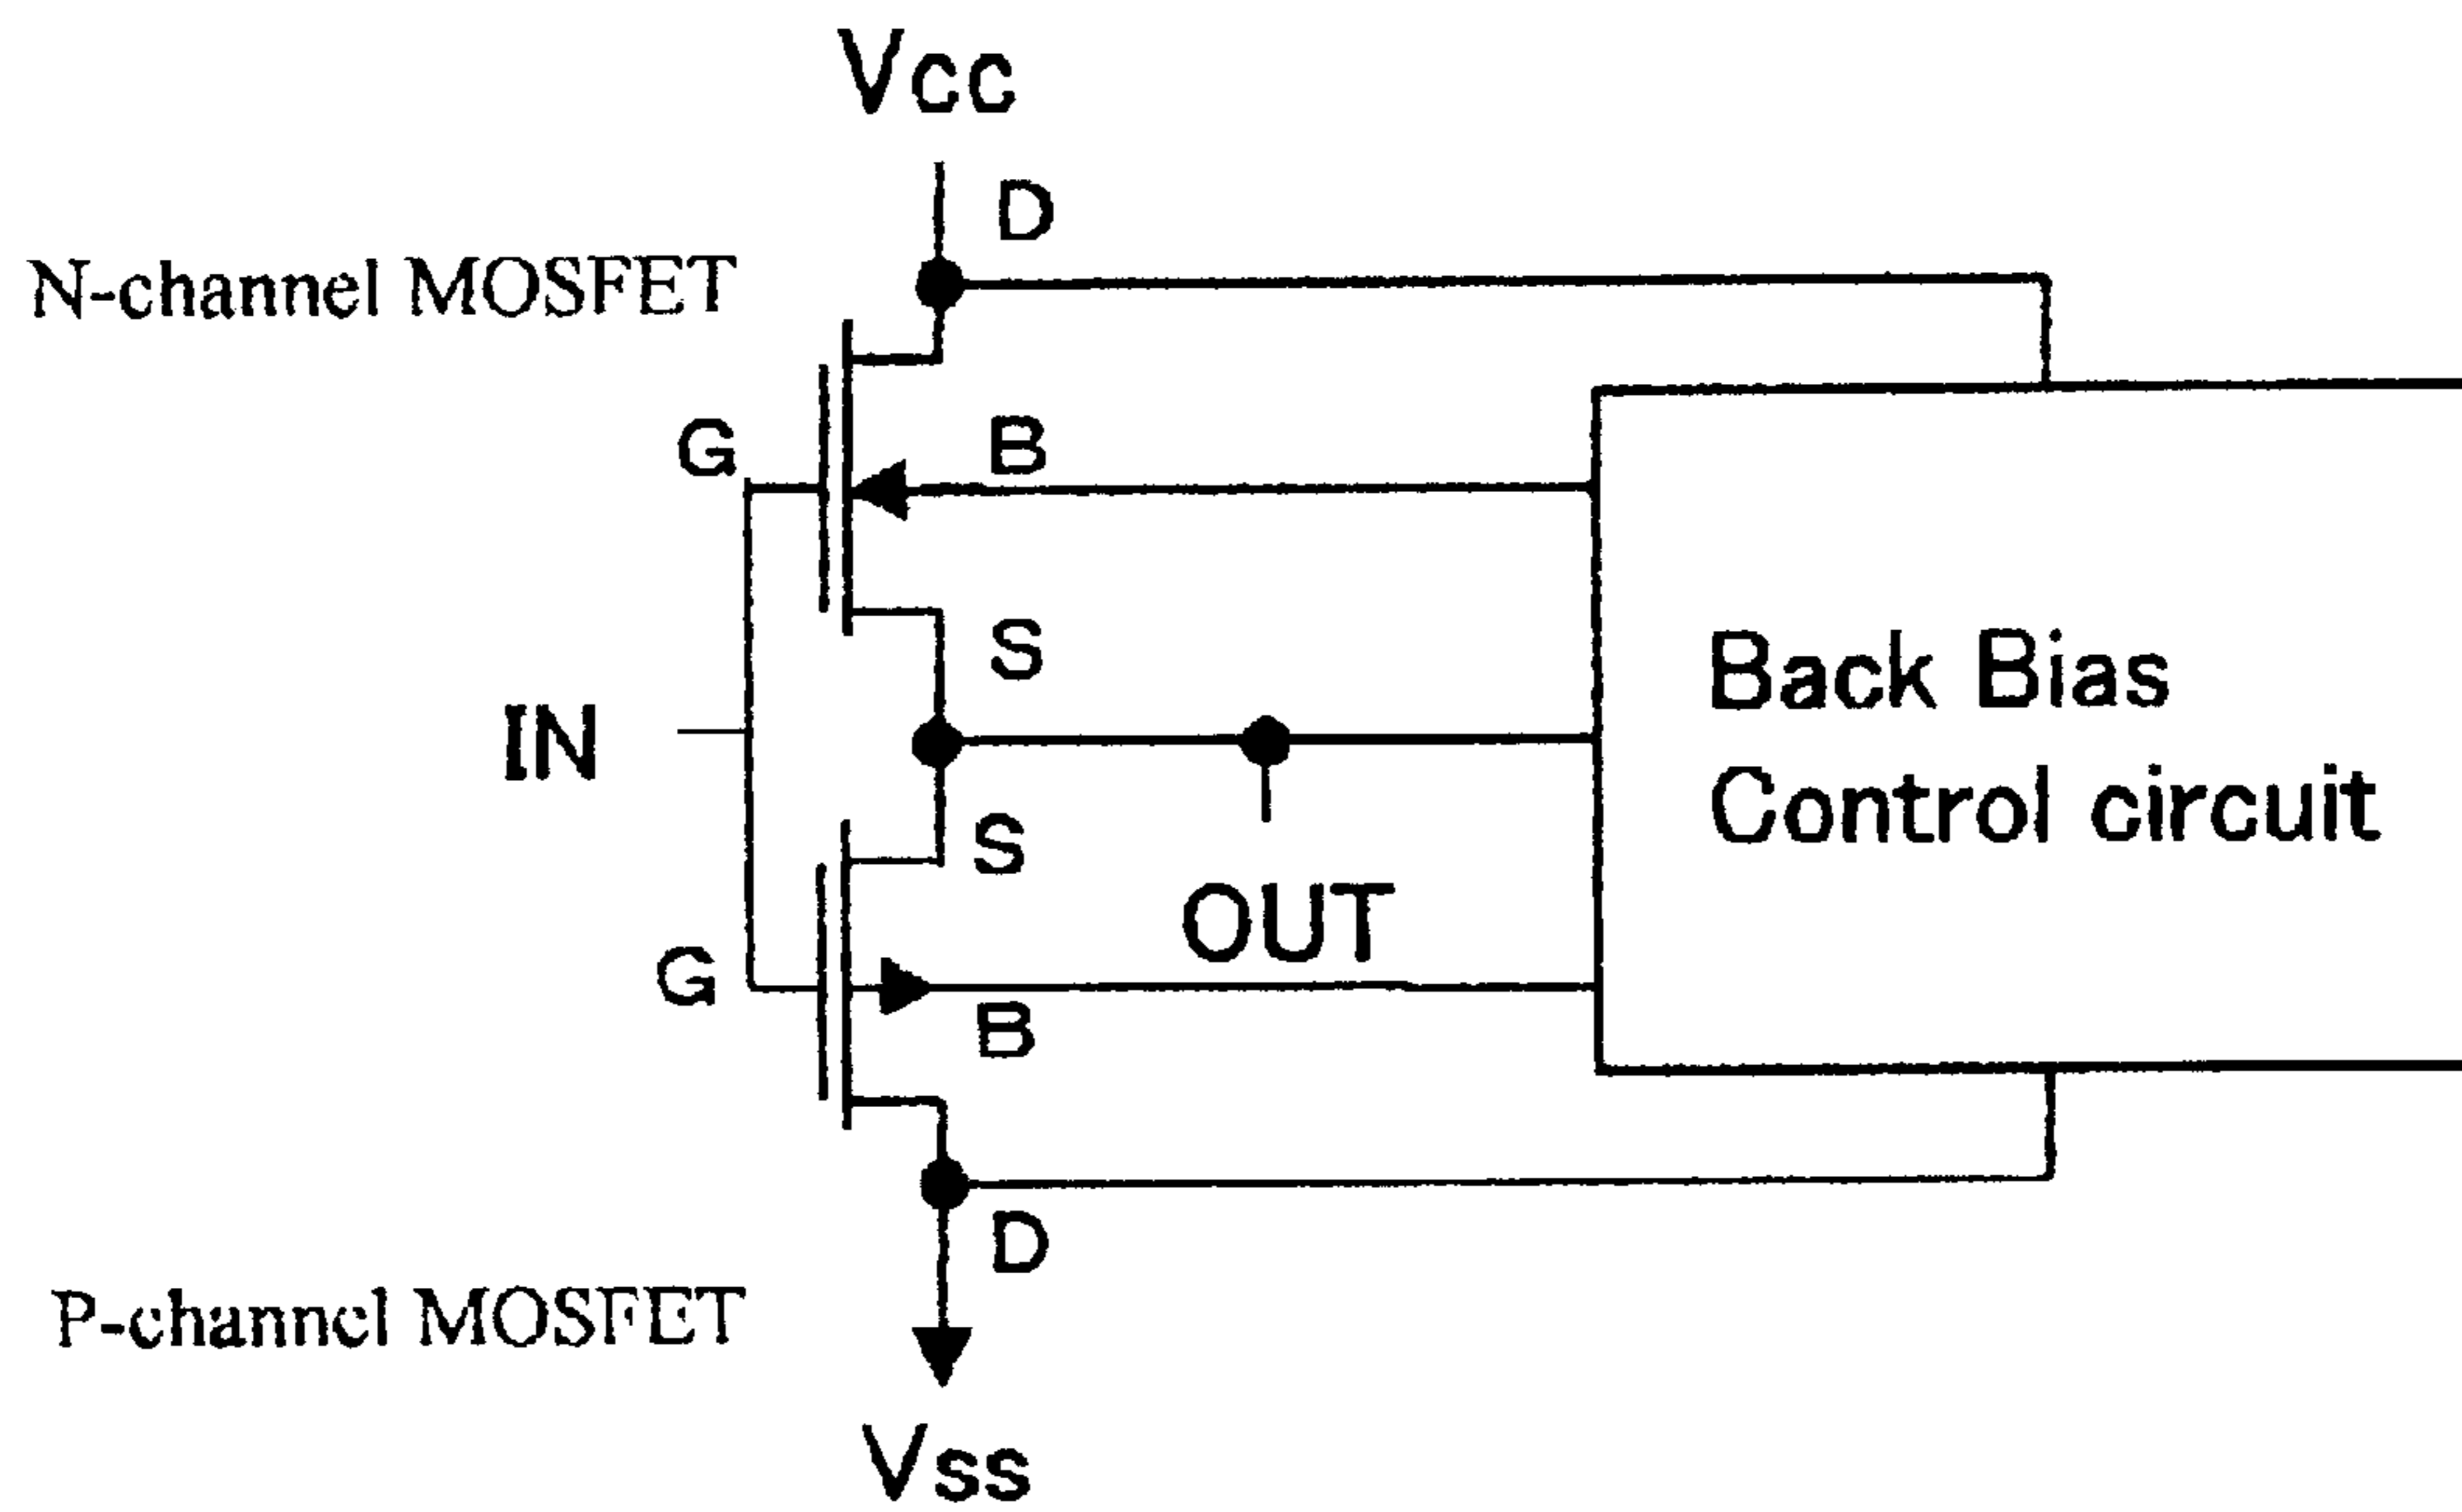 Vcc
D
N-channel MOSFET
G
B
S
IN
Back Bias
Control circuit
S
OUT
G
B
D
P-channel MOSFET
Vss